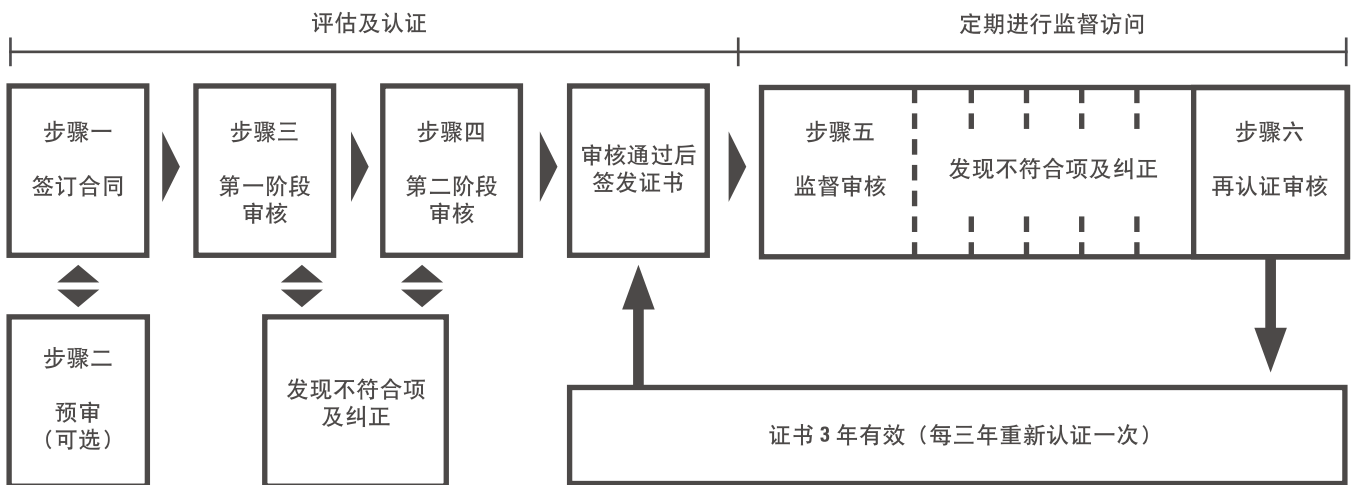 评估及认证
定期进行监督访问
步骤一
签订合同
步骤三
第一阶段
审核
步骤四
第二阶段
审核
审核通过后
签发证书
步骤五
监督审核
发现不符合项及纠正
步骤六
再认证审核
步骤二
预审
（可选）
发现不符合项
及纠正
证书 3 年有效（每三年重新认证一次）